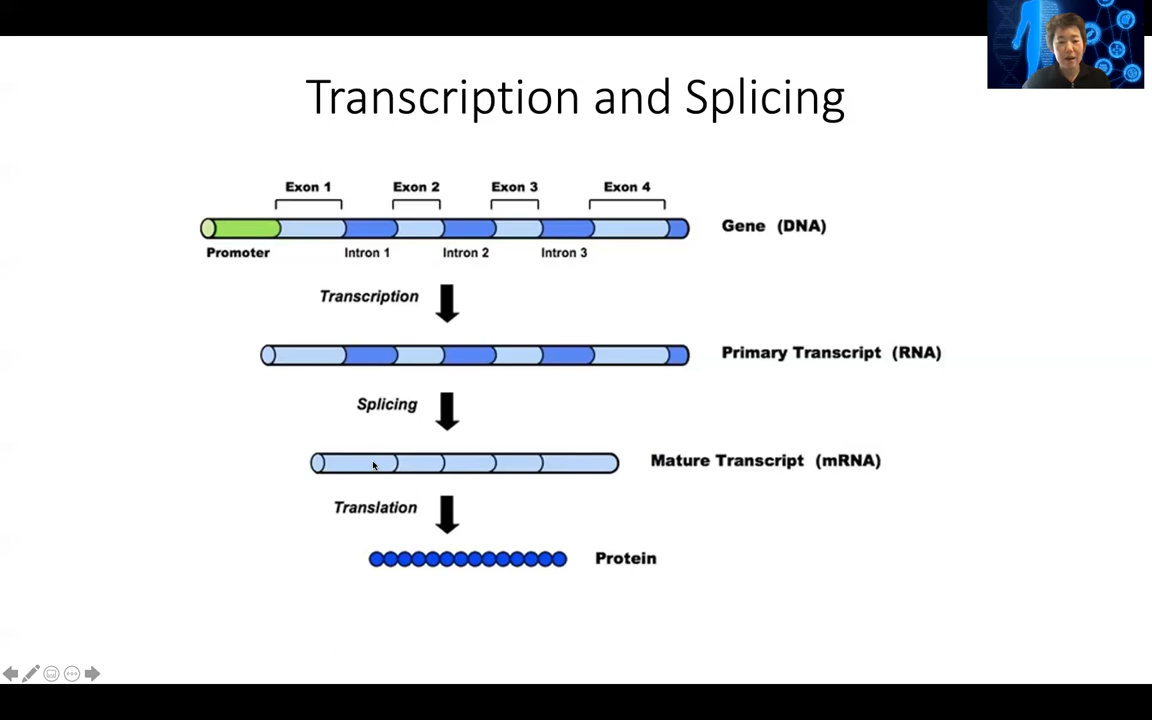 Transcription and Splicing
Exon 1 Exon 2 Exon 3 Exon 4
Gene (DNA)
Promoter Intron 1 Intron 2 Intron 3
Transcription
Primary Transcript (RNA)
Splicing
Mature Transcript (mRNA)
Translation
Protein